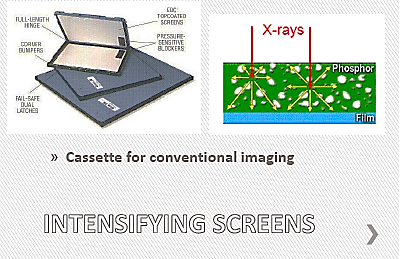 FULL-LENGTH
HINGE
CORNER
BUMPERS
FAIL-SAFE
DUAL
LATCHES
EBC
TOPCOATED
SCREENS
PRESSURE-
SENSITIVE
BLOCKERS
X-rays
Phosphor
Film
» Cassette for conventional imaging
INTENSIFYING SCREENS